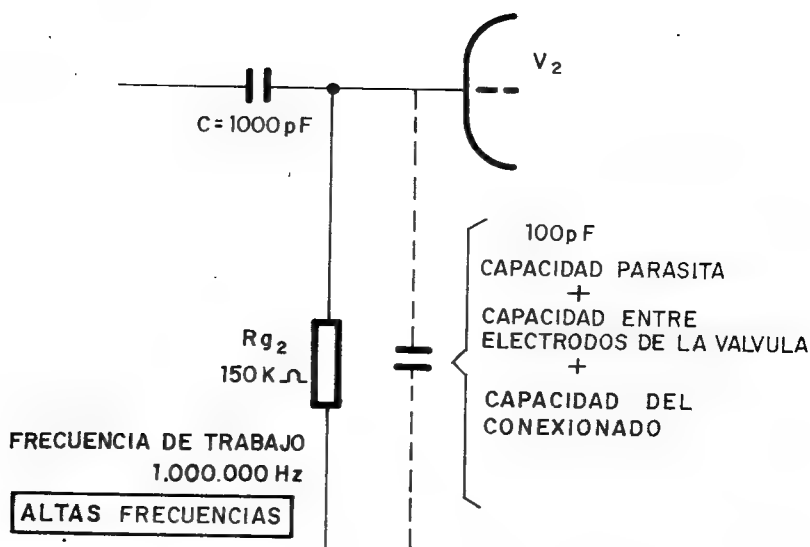 V2
C=1000pF
100pF
CAPACIDAD PARASITA
+
CAPACIDAD ENTRE
ELECTRODOS DE LA VALVULA
+
CAPACIDAD DEL
CONEXIONADO
Rg2
150KΩ
FRECUENCIA DE TRABAJO
1.000.000 Hz
ALTAS FRECUENCIAS